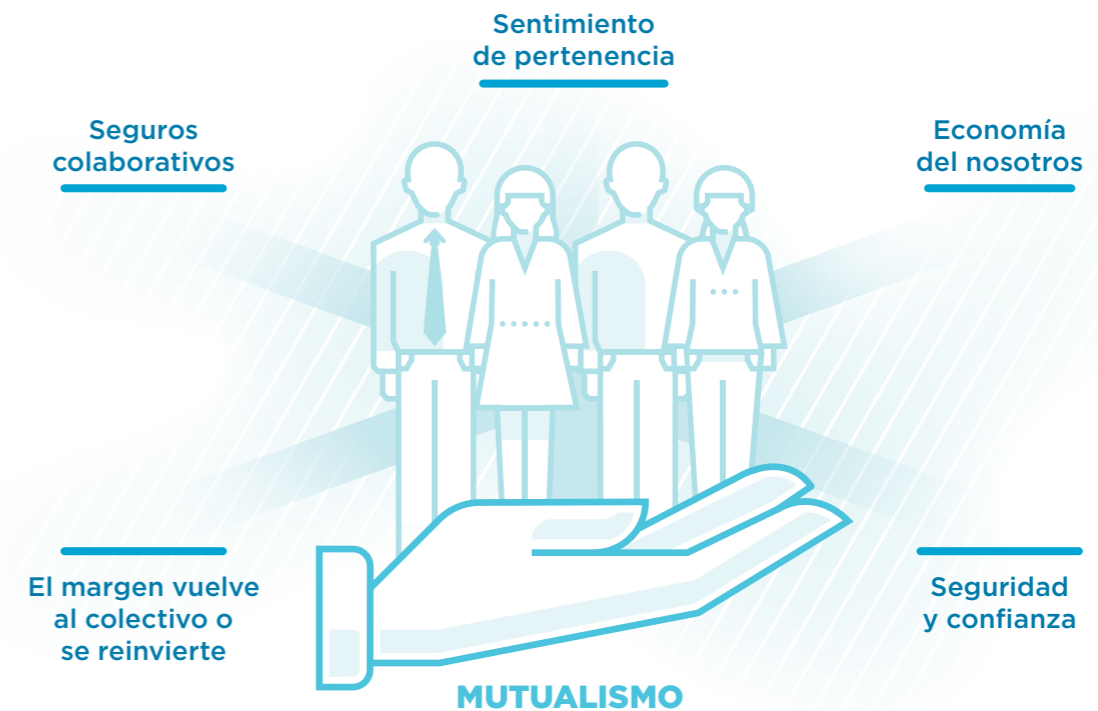 Sentimiento
de pertenencia
Seguros
colaborativos
Economía
del nosotros
El margen vuelve
al colectivo o
se reinvierte
Seguridad
y confianza
MUTUALISMO